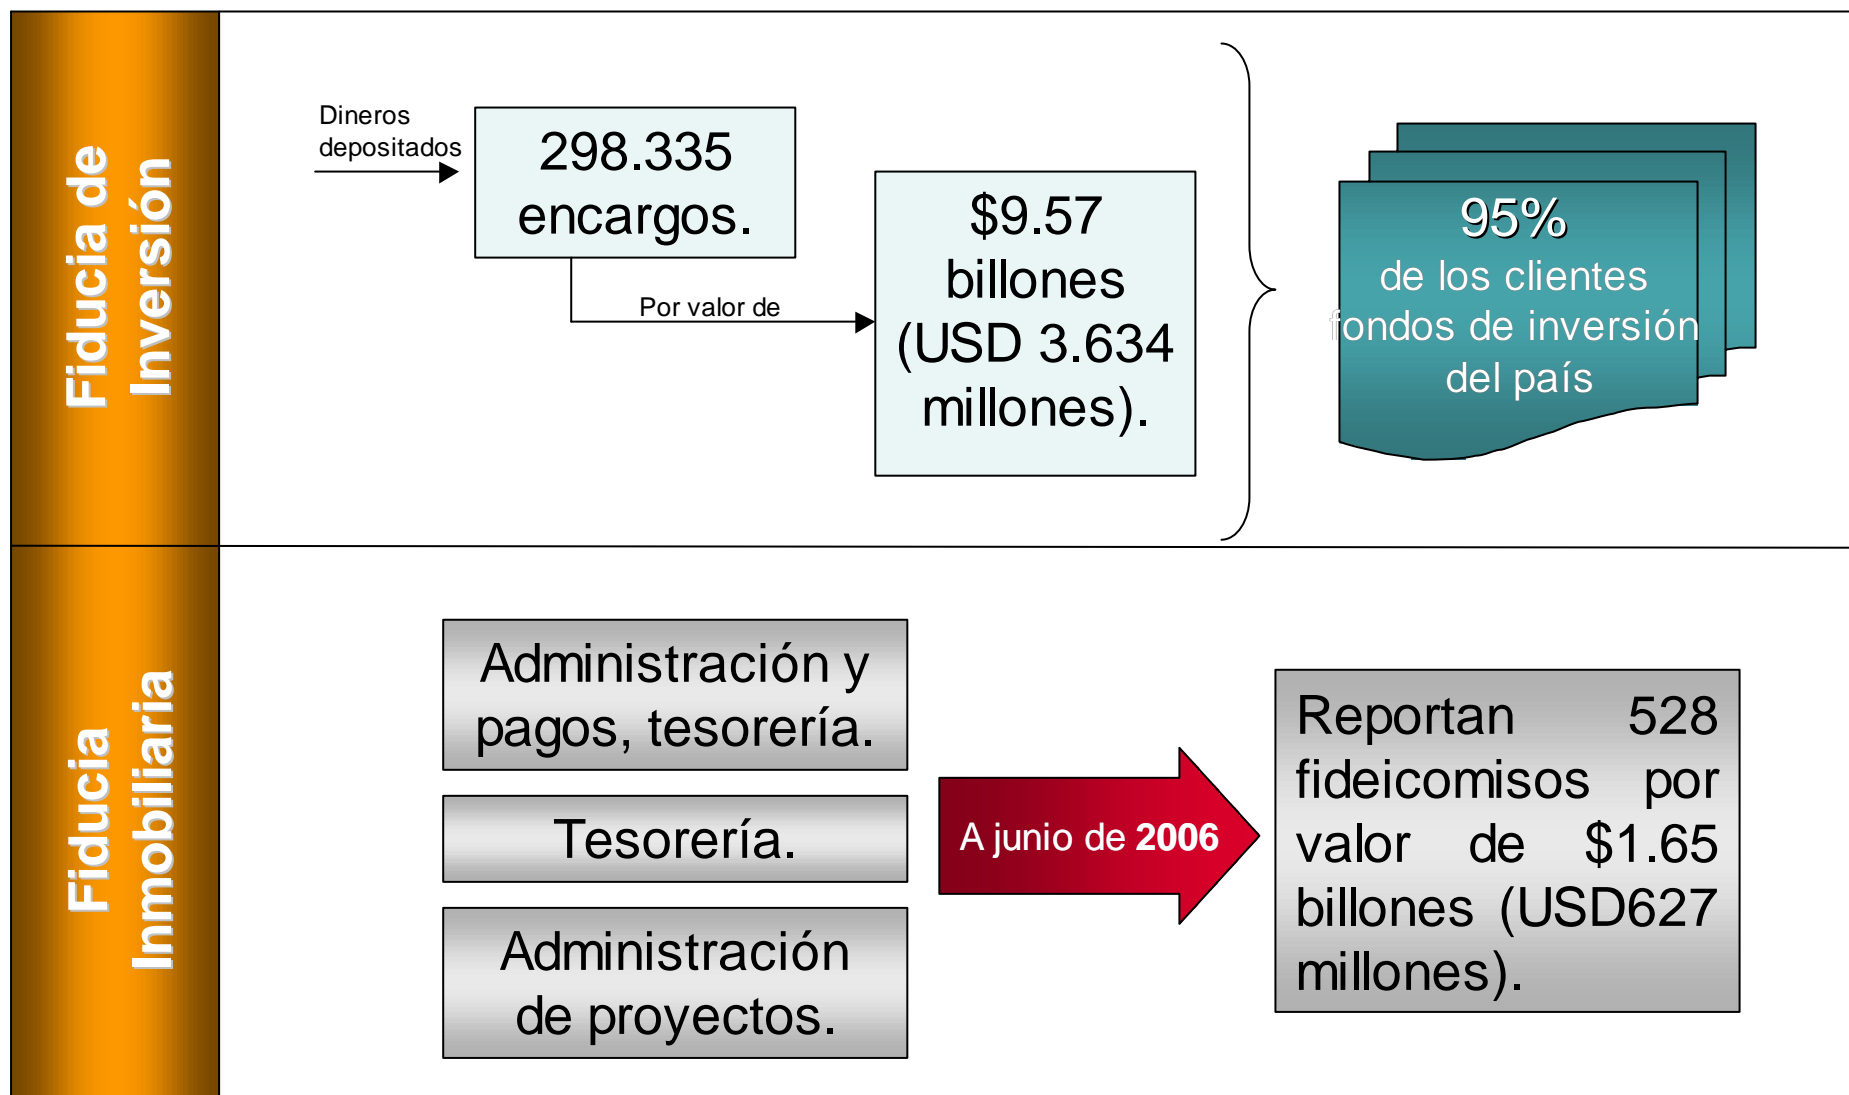 Fiducia de
Inversión
Dineros
depositados
298.335
encargos.
Por valor de
$9.57
billones
(USD 3.634
millones).
95%
de los clientes
fondos de inversión
del país
Fiducia
Inmobiliaria
Administración y
pagos, tesorería.
Tesorería.
Administración
de proyectos.
A junio de 2006
Reportan 528
fideicomisos por
valor de $1.65
billones (USD627
millones).